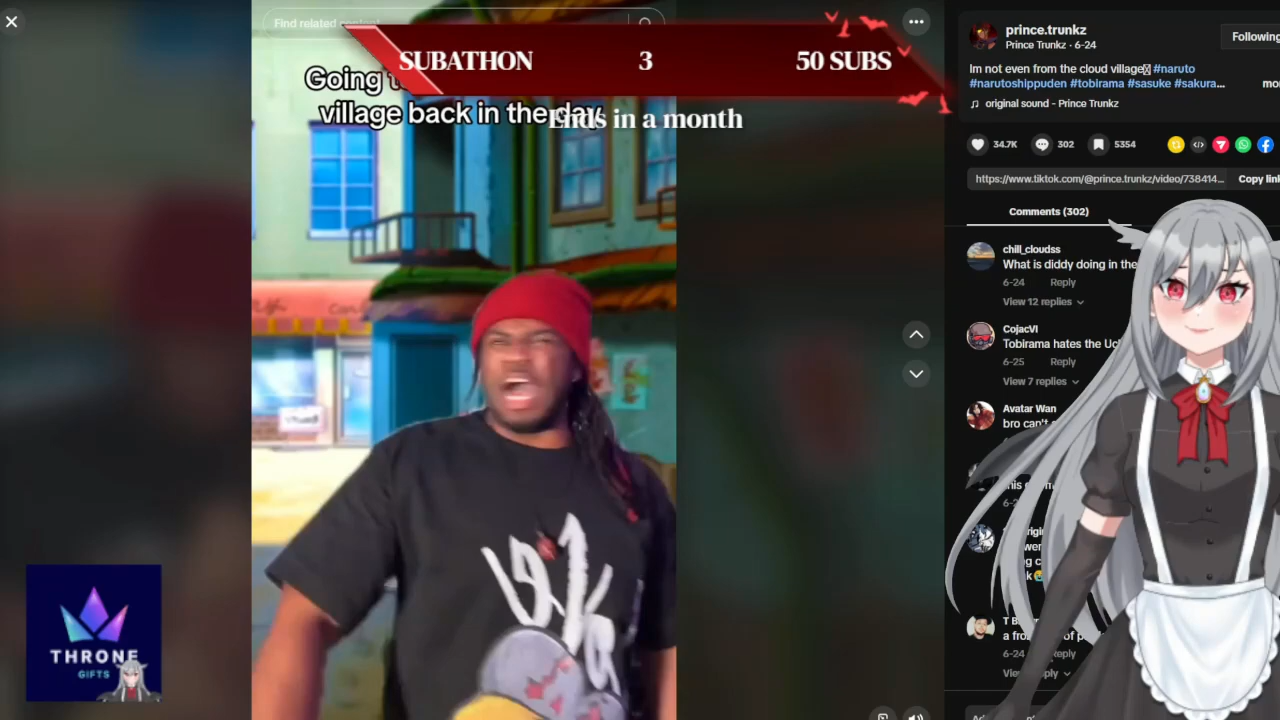 Find related content
SUBATHON 3 50 SUBS
Going t
village back in the day
Ends in a month
THRONE
GIFTS
prince.trunkz
Prince Trunkz · 6-24
Following
Im not even from the cloud village #naruto
#narutoshippuden #tobirama #sasuke #sakura...
mor
original sound - Prince Trunkz
34.7K 302 5354
https://www.tiktok.com/@prince.trunkz/video/738414...
Copy link
Comments (302)
chill_cloudss
What is diddy doing in the
6-24 Reply
View 12 replies
CojacVI
Tobirama hates the Uc
6-25 Reply
View 7 replies
Avatar Wan
bro can't
6-24